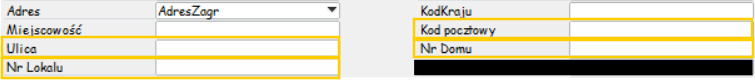 Adres AdresZagr KodKraju
Miejscowość Kod pocztowy
Ulica Nr Domu
Nr Lokalu